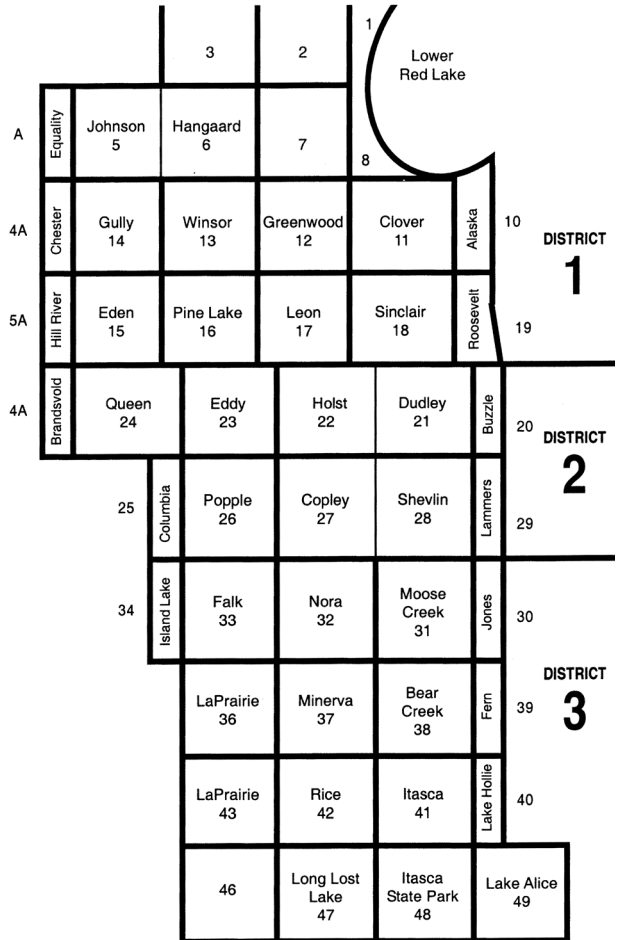 1
Lower
Red Lake
3
2
A
Equality
Johnson
5
Hangaard
6
7
8
4A
Chester
Gully
14
Winsor
13
Greenwood
12
Clover
11
Alaska
10
DISTRICT
1
5A
Hill River
Eden
15
Pine Lake
16
Leon
17
Sinclair
18
Roosevelt
19
4A
Brandsvold
Queen
24
Eddy
23
Holst
22
Dudley
21
Buzzle
20
DISTRICT
2
25
Columbia
Popple
26
Copley
27
Shevlin
28
Lammers
29
34
Island Lake
Falk
33
Nora
32
Moose
Creek
31
Jones
30
DISTRICT
3
LaPrairie
36
Minerva
37
Bear
Creek
38
Fern
39
LaPrairie
43
Rice
42
Itasca
41
Lake Hollie
40
46
Long Lost
Lake
47
Itasca
State Park
48
Lake Alice
49